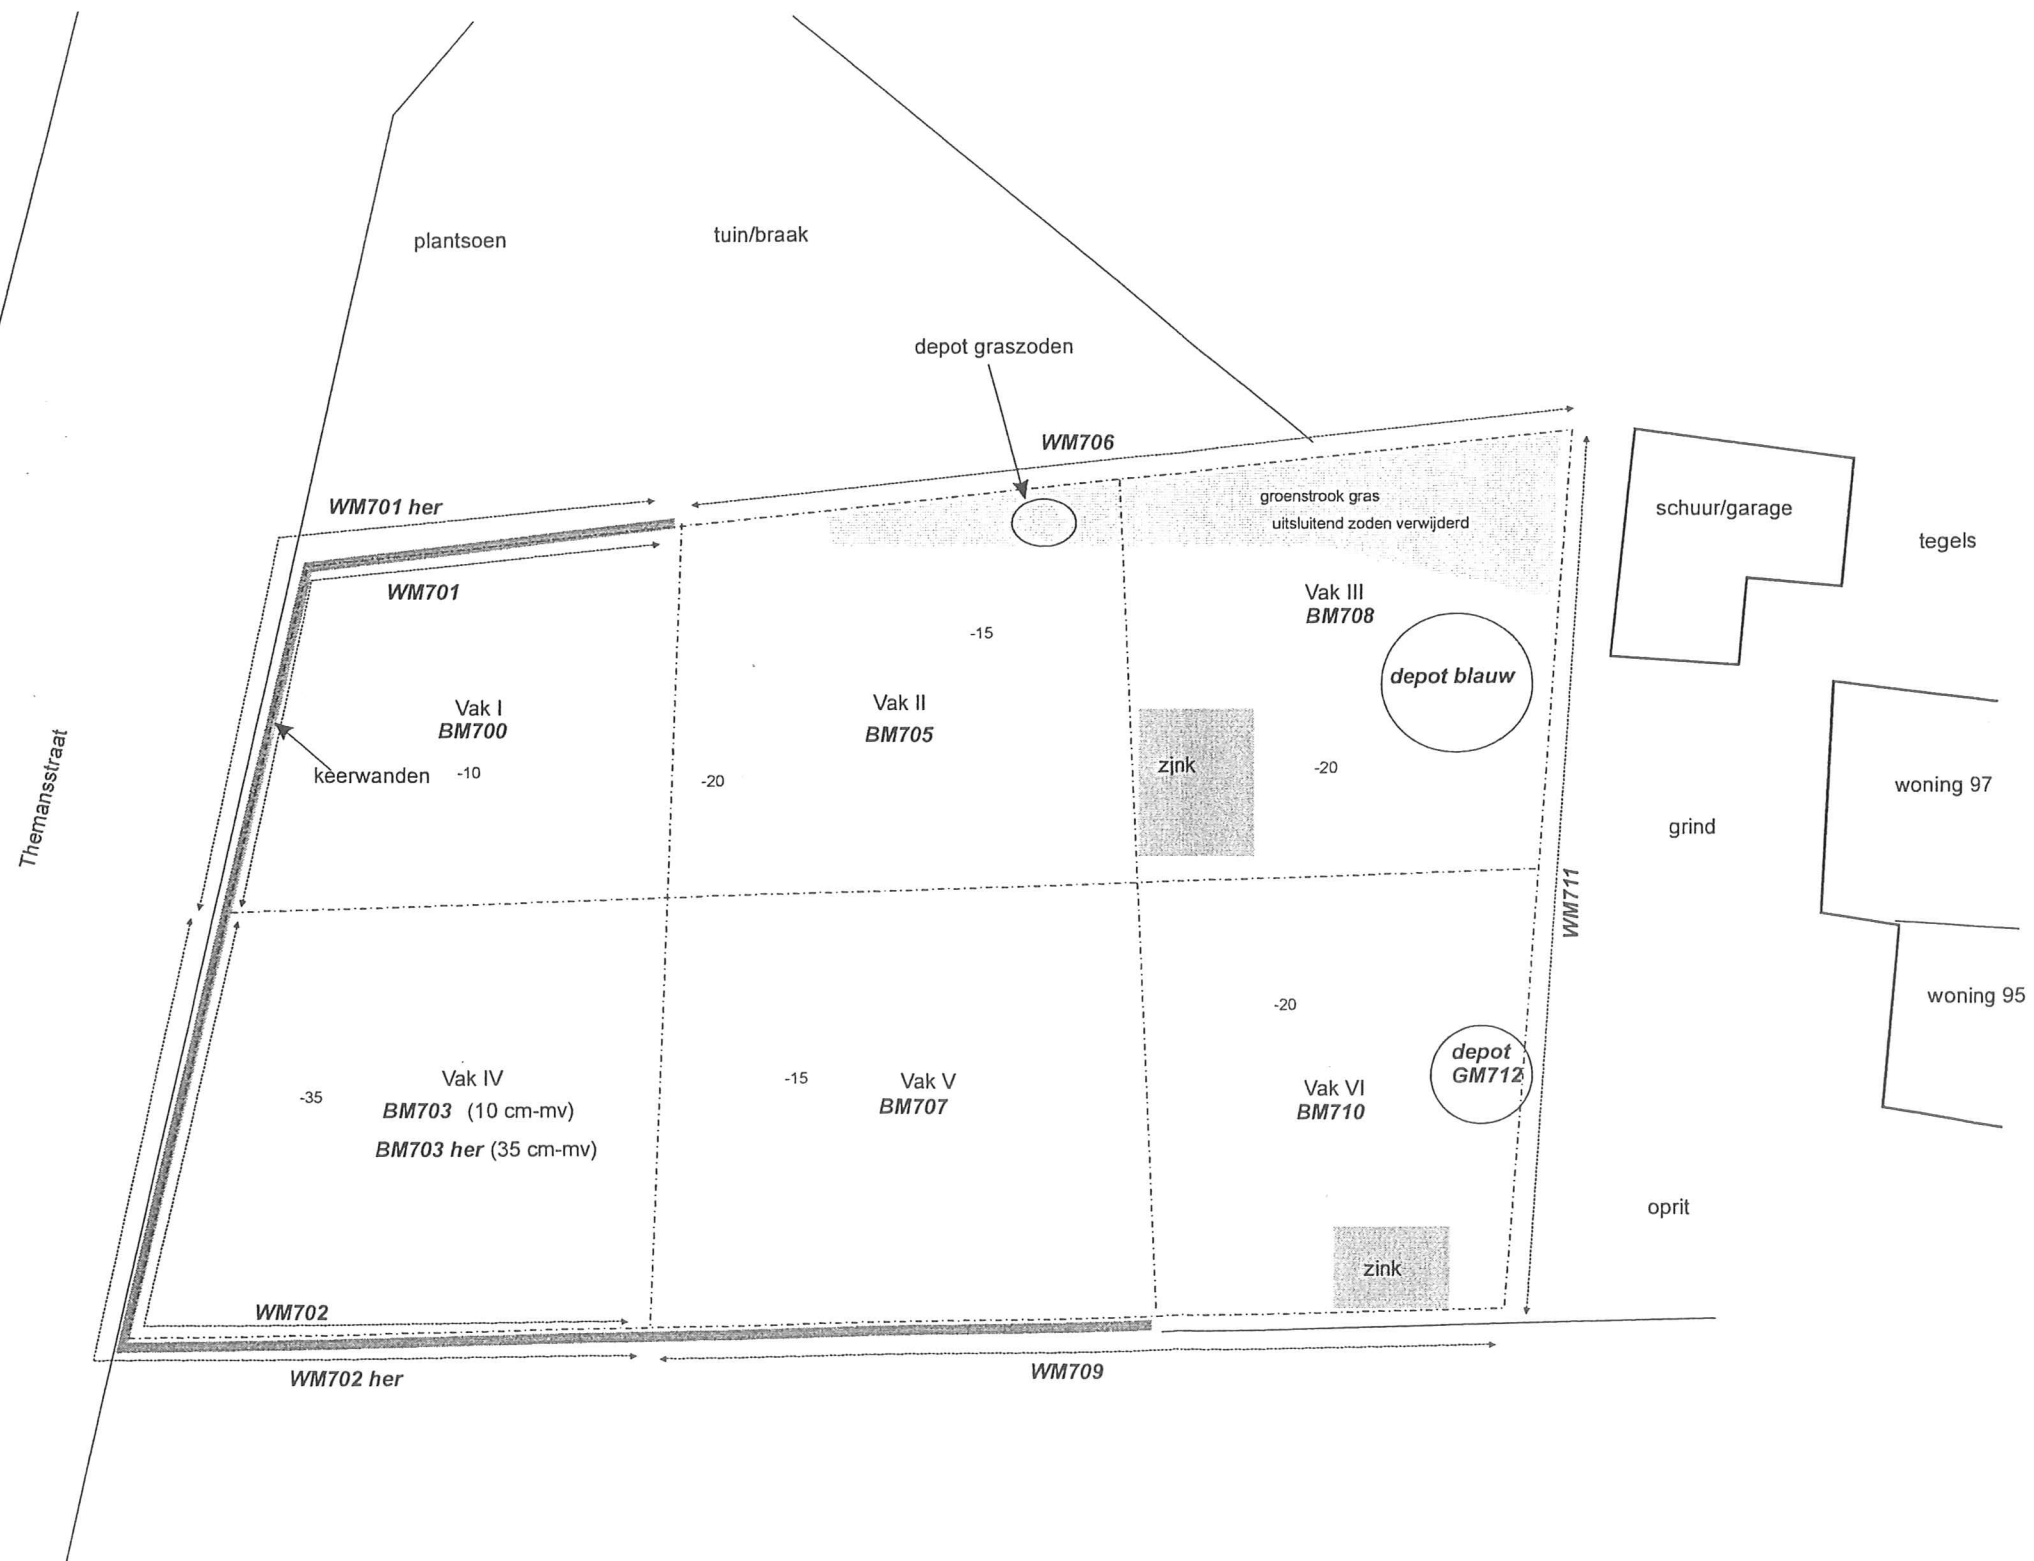 plantsoen
tuin/braak
depot graszoden
WM706
WM701 her
groenstrook gras
uitsluitend zoden verwijderd
schuur/garage
tegels
WM701
Vak III
BM708
-15
depot blauw
Vak I
BM700
Vak II
BM705
keerwanden
-10
-20
zink
-20
woning 97
Themansstraat
grind
WM711
woning 95
-20
depot
GM712
Vak IV
-35
BM703 (10 cm-mv)
BM703 her (35 cm-mv)
-15
Vak V
BM707
Vak VI
BM710
oprit
zink
WM702
WM702 her
WM709